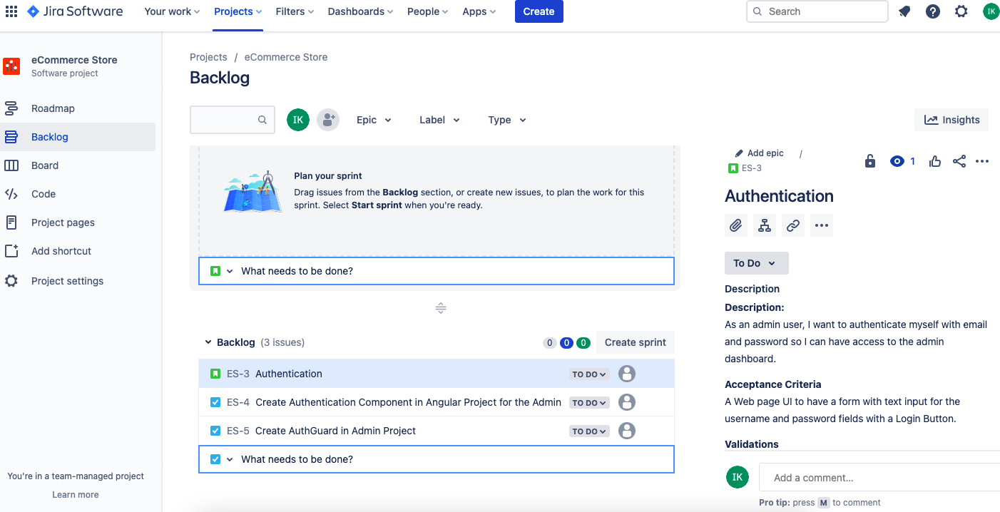 Jira Software
Your work
Projects
Filters
Dashboards
People
Apps
Create
Search
IK
eCommerce Store
Software project
Roadmap
Backlog
Board
Code
Project pages
Add shortcut
Project settings
You're in a team-managed project
Learn more
Projects / eCommerce Store
Backlog
IK
Epic
Label
Type
Insights
Plan your sprint
Drag issues from the Backlog section, or create new issues, to plan the work for this
sprint. Select Start sprint when you're ready.
What needs to be done?
Backlog (3 issues)
0 0 0
Create sprint
ES-3 Authentication TO DO
ES-4 Create Authentication Component in Angular Project for the Admin TO DO
ES-5 Create AuthGuard in Admin Project TO DO
What needs to be done?
Add epic /
ES-3
1
Authentication
To Do
Description
Description:
As an admin user, I want to authenticate myself with email
and password so I can have access to the admin
dashboard.
Acceptance Criteria
A Web page UI to have a form with text input for the
username and password fields with a Login Button.
Validations
IK
Add a comment…
Pro tip: press M to comment